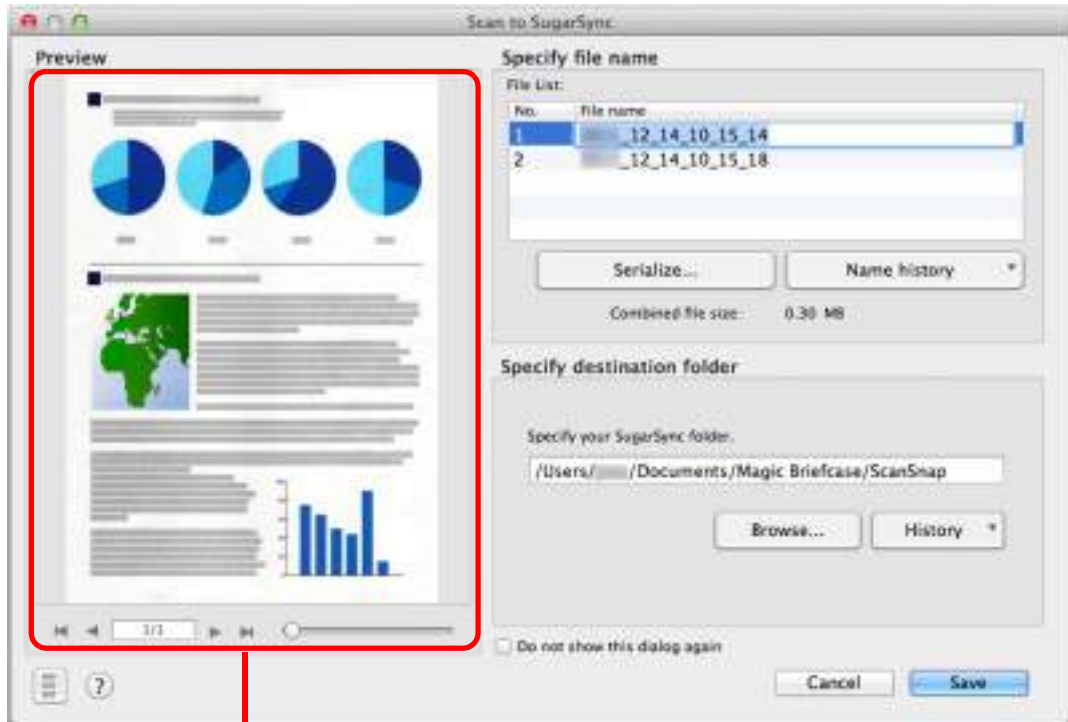 Scan to SugarSync
Preview
1/1
?
Specify file name
File List:
No. File name
1 _12_14_10_15_14
2 _12_14_10_15_18
Serialize...
Name history
Combined file size: 0.30 MB
Specify destination folder
Specify your SugarSync folder.
/Users/ /Documents/Magic Briefcase/ScanSnap
Browse...
History
Do not show this dialog again
Cancel
Save